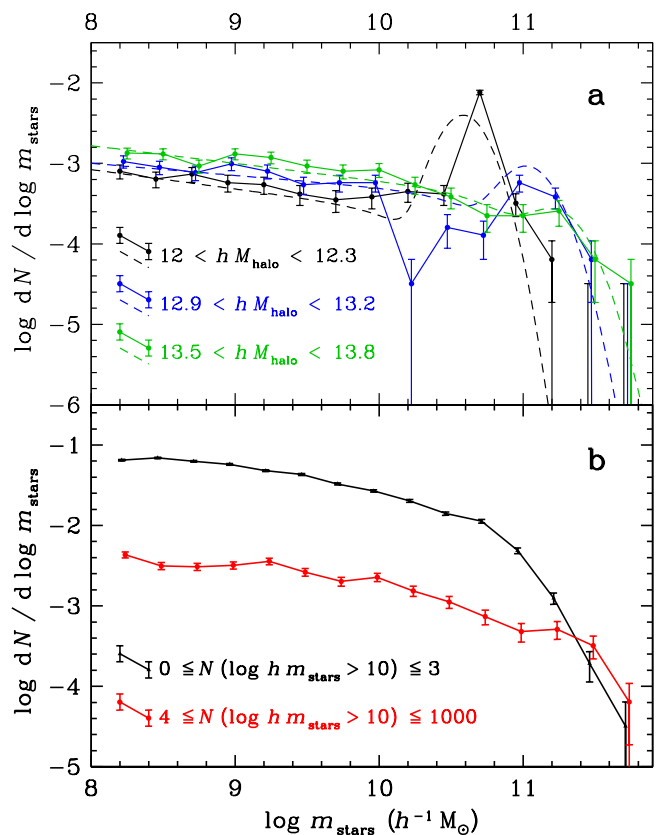 8 9 10 11
a
-2
-3
-4
-5
-6
log dN / d log m_stars
12 < h M_halo < 12.3
12.9 < h M_halo < 13.2
13.5 < h M_halo < 13.8
b
-1
-2
-3
-4
-5
log dN / d log m_stars
0 ≦ N (log h m_stars > 10) ≦ 3
4 ≦ N (log h m_stars > 10) ≦ 1000
8 9 10 11
log m_stars (h⁻¹ M⊙)